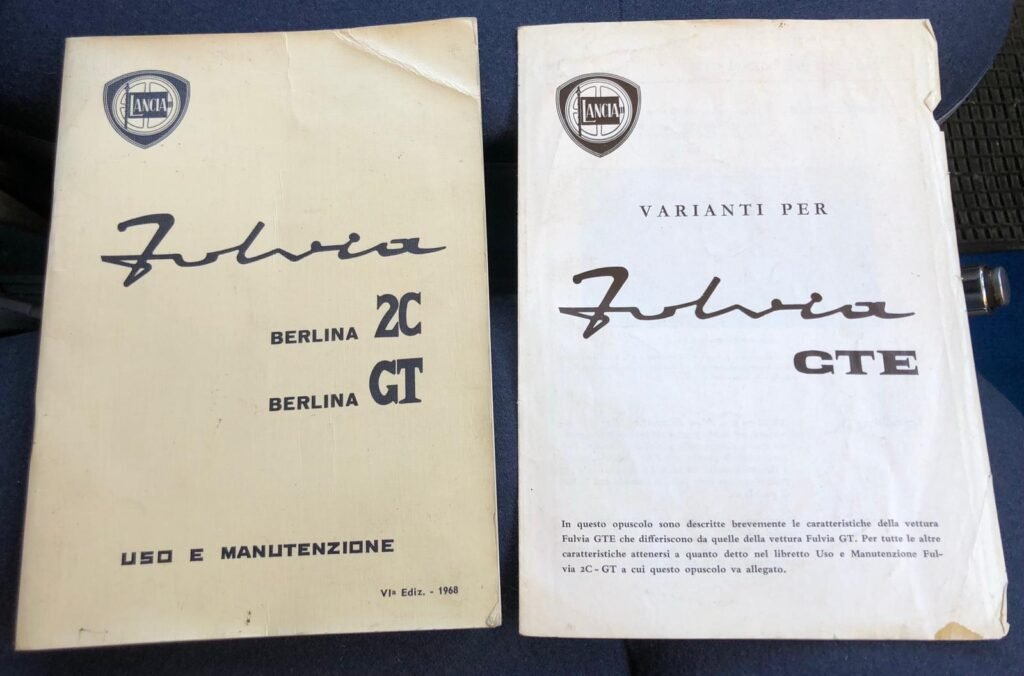 LANCIA
Fulvia
BERLINA 2C
BERLINA GT
USO E MANUTENZIONE
VIª Ediz. - 1968
LANCIA
VARIANTI PER
Fulvia
GTE
In questo opuscolo sono descritte brevemente le caratteristiche della vettura
Fulvia GTE che differiscono da quelle della vettura Fulvia GT. Per tutte le altre
caratteristiche attenersi a quanto detto nel libretto Uso e Manutenzione Ful-
via 2C - GT a cui questo opuscolo va allegato.